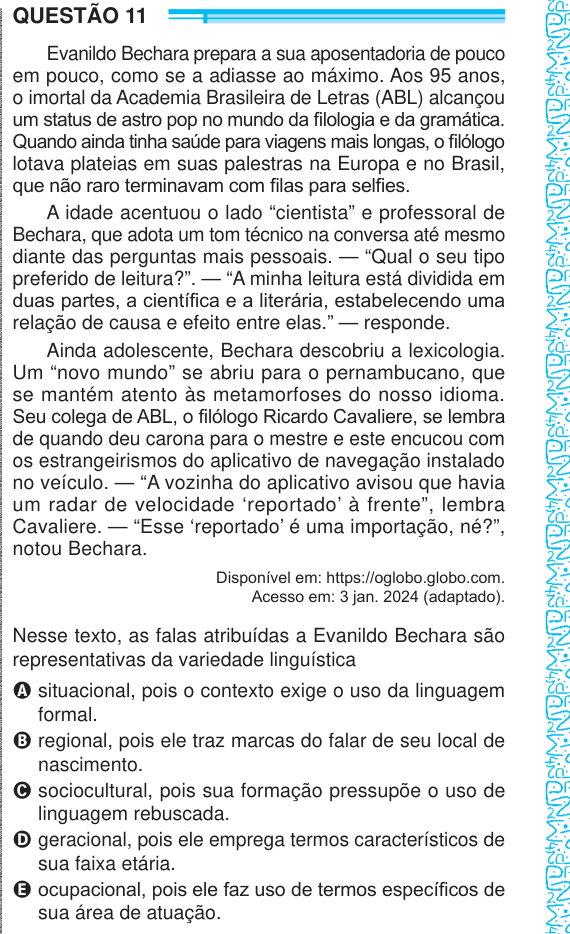 QUESTÃO 11
Evanildo Bechara prepara a sua aposentadoria de pouco
em pouco, como se a adiasse ao máximo. Aos 95 anos,
o imortal da Academia Brasileira de Letras (ABL) alcançou
um status de astro pop no mundo da filologia e da gramática.
Quando ainda tinha saúde para viagens mais longas, o filólogo
lotava plateias em suas palestras na Europa e no Brasil,
que não raro terminavam com filas para selfies.
A idade acentuou o lado “cientista” e professoral de
Bechara, que adota um tom técnico na conversa até mesmo
diante das perguntas mais pessoais. — “Qual o seu tipo
preferido de leitura?”. — “A minha leitura está dividida em
duas partes, a científica e a literária, estabelecendo uma
relação de causa e efeito entre elas.” — responde.
Ainda adolescente, Bechara descobriu a lexicologia.
Um “novo mundo” se abriu para o pernambucano, que
se mantém atento às metamorfoses do nosso idioma.
Seu colega de ABL, o filólogo Ricardo Cavaliere, se lembra
de quando deu carona para o mestre e este encucou com
os estrangeirismos do aplicativo de navegação instalado
no veículo. — “A vozinha do aplicativo avisou que havia
um radar de velocidade ‘reportado’ à frente”, lembra
Cavaliere. — “Esse ‘reportado’ é uma importação, né?”,
notou Bechara.
Disponível em: https://oglobo.globo.com.
Acesso em: 3 jan. 2024 (adaptado).
Nesse texto, as falas atribuídas a Evanildo Bechara são
representativas da variedade linguística
A situacional, pois o contexto exige o uso da linguagem
formal.
B regional, pois ele traz marcas do falar de seu local de
nascimento.
C sociocultural, pois sua formação pressupõe o uso de
linguagem rebuscada.
D geracional, pois ele emprega termos característicos de
sua faixa etária.
E ocupacional, pois ele faz uso de termos específicos de
sua área de atuação.